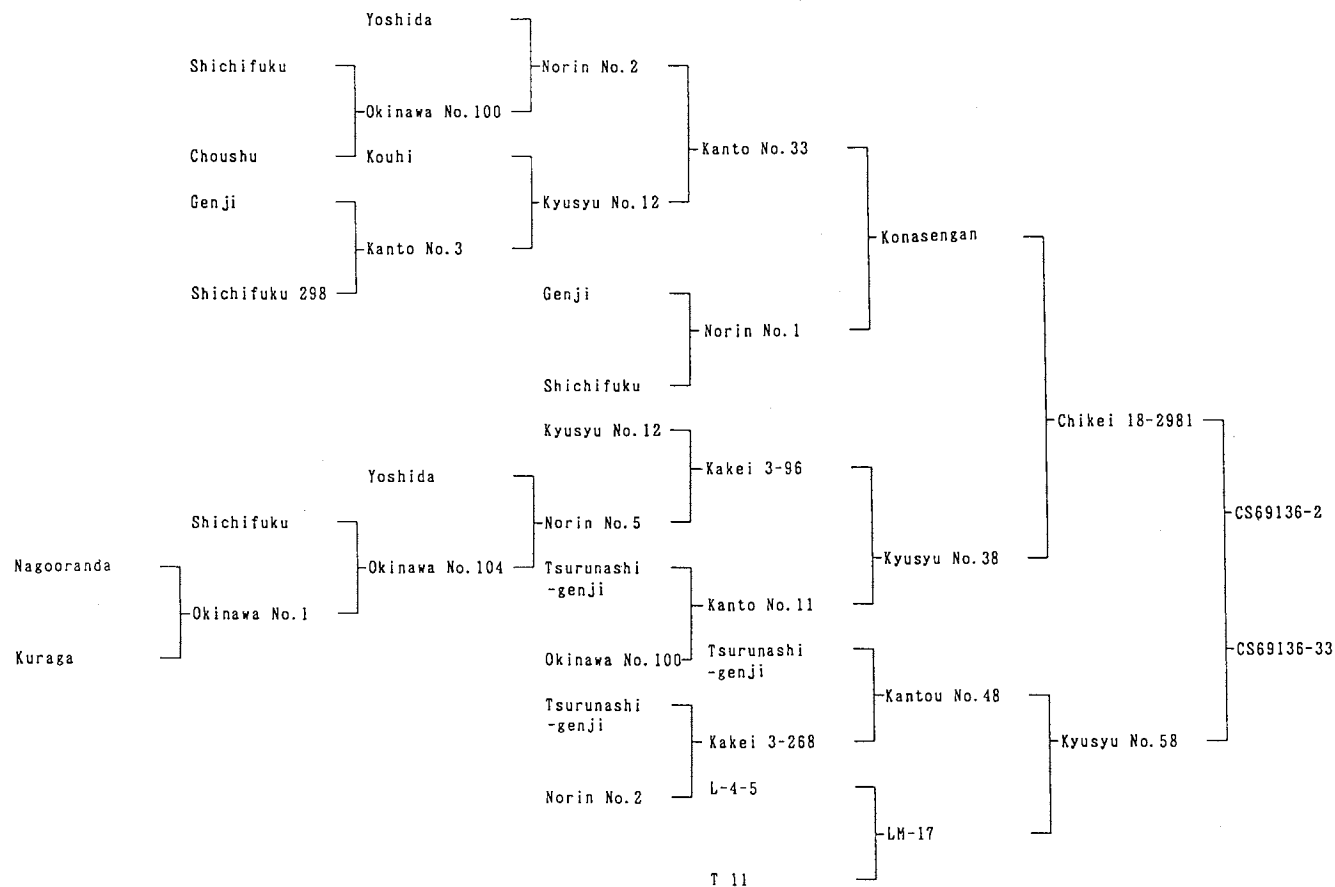 Yoshida
Shichifuku
Norin No.2
Okinawa No.100
Kanto No.33
Choushu
Kouhi
Genji
Kyusyu No.12
Konasengan
Kanto No.3
Shichifuku 298
Genji
Norin No.1
Shichifuku
Chikei 18-2981
Kyusyu No.12
Kakei 3-96
Yoshida
CS69136-2
Shichifuku
Norin No.5
Kyusyu No.38
Nagooranda
Okinawa No.104
Tsurunashi
-genji
Okinawa No.1
Kanto No.11
Kuraga
Okinawa No.100
Tsurunashi
-genji
CS69136-33
Kantou No.48
Tsurunashi
-genji
Kakei 3-268
Kyusyu No.58
L-4-5
Norin No.2
LM-17
T 11